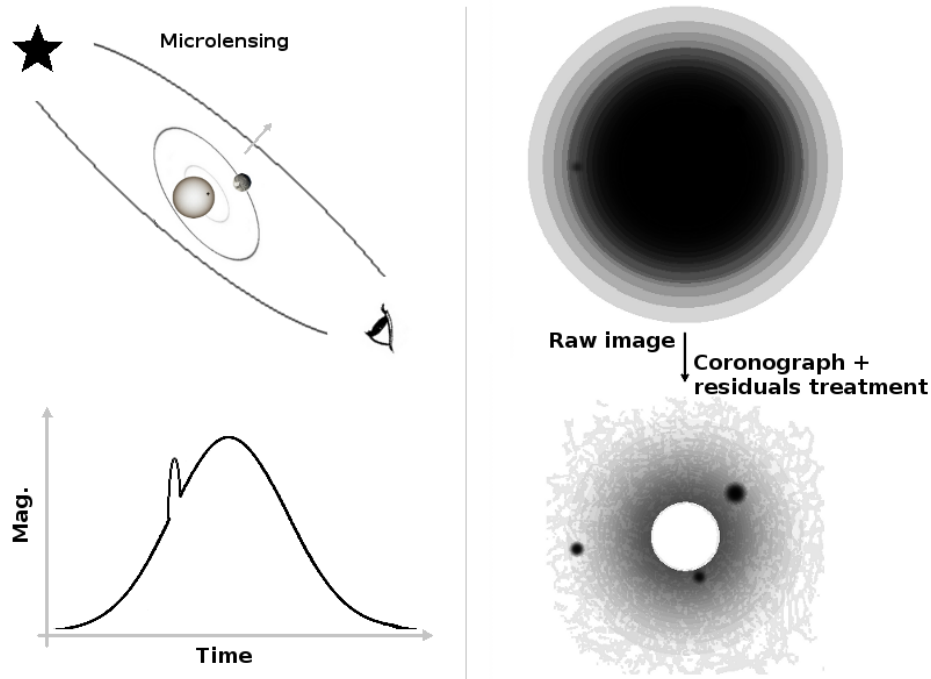 Microlensing
Mag.
Time
Raw image
Coronograph +
residuals treatment